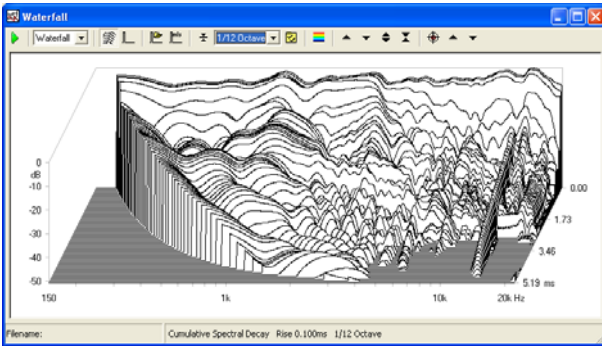 Waterfall
Waterfall 1/12 Octave
0
dB
-10
-20
-30
-40
-50
0.00
1.73
3.46
5.19 ms
150 1k 10k 20k Hz
Filename: Cumulative Spectral Decay Rise 0.100ms 1/12 Octave